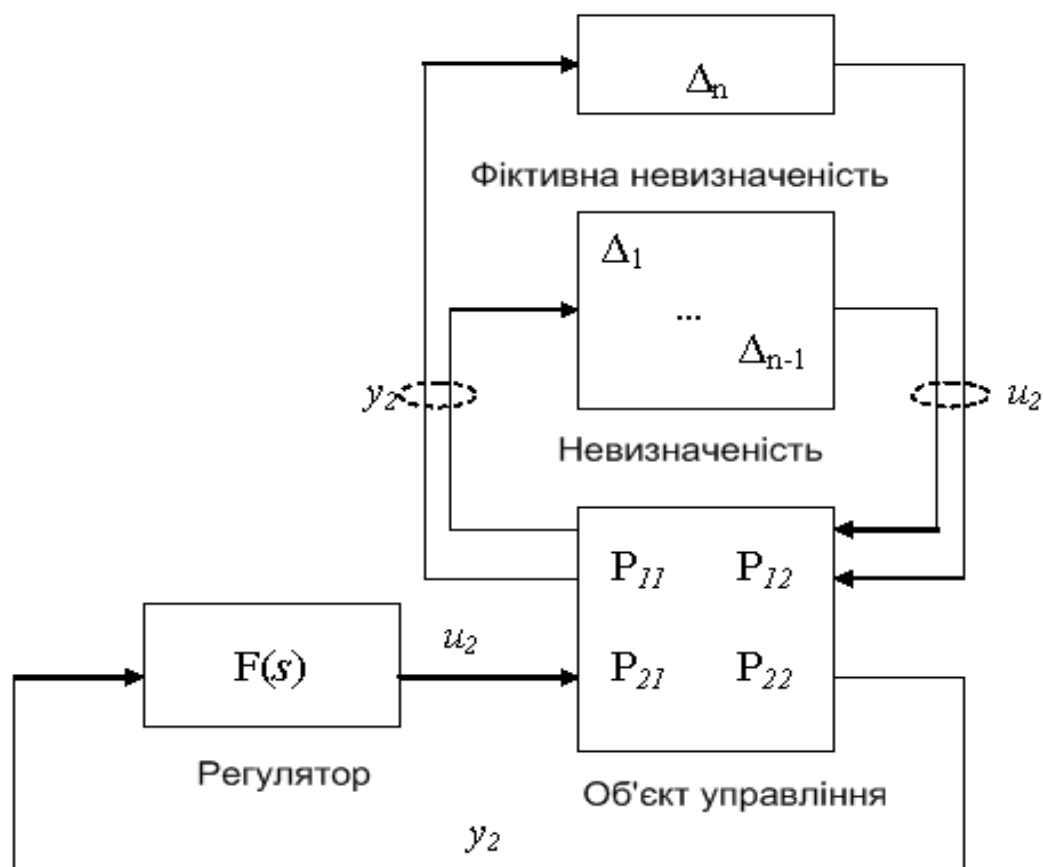 Δn
Фіктивна невизначеність
Δ1
...
Δn-1
y2
u2
Невизначеність
P11 P12
u2
F(s)
P21 P22
Регулятор
Об'єкт управління
y2